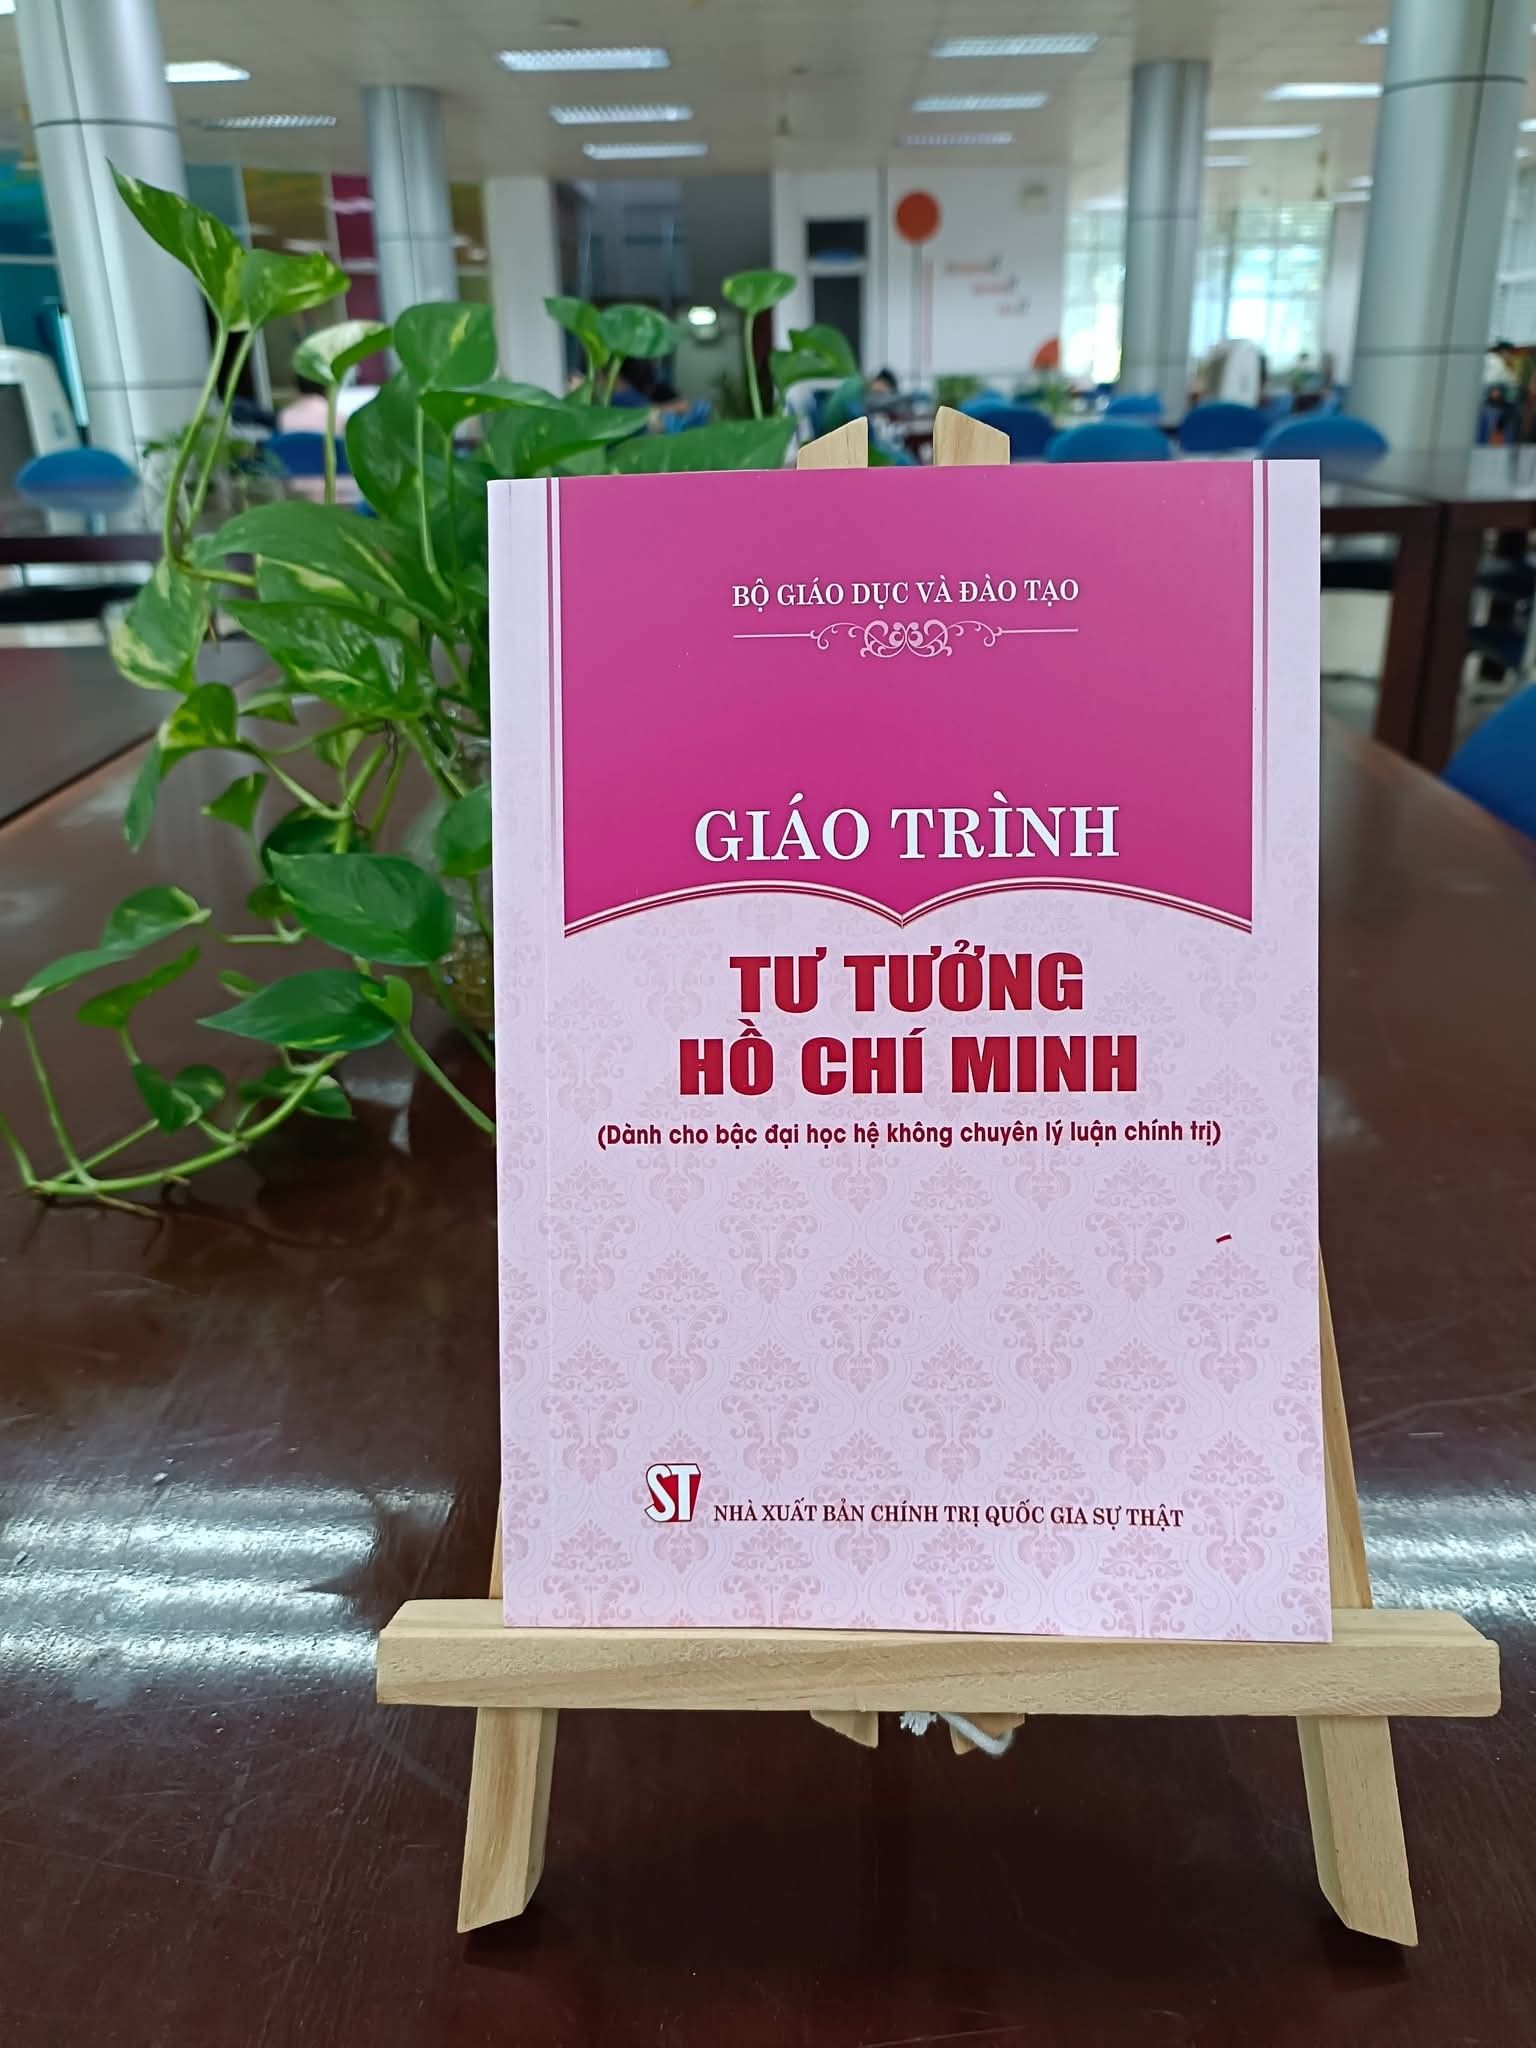 BỘ GIÁO DỤC VÀ ĐÀO TẠO
GIÁO TRÌNH
TƯ TƯỞNG
HỒ CHÍ MINH
(Dành cho bậc đại học hệ không chuyên lý luận chính trị)
ST NHÀ XUẤT BẢN CHÍNH TRỊ QUỐC GIA SỰ THẬT